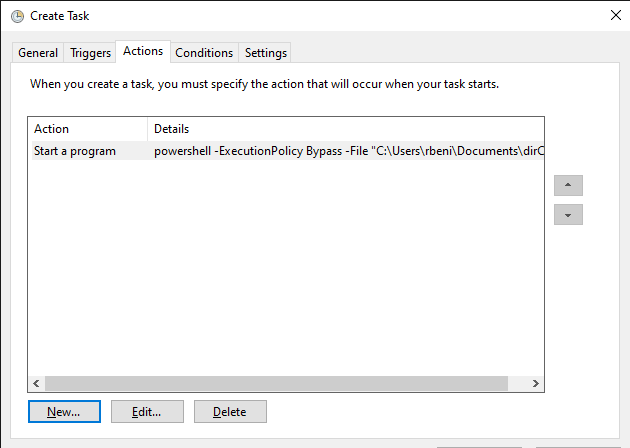 Create Task
General Triggers Actions Conditions Settings
When you create a task, you must specify the action that will occur when your task starts.
Action Details
Start a program powershell -ExecutionPolicy Bypass -File "C:\Users\rbeni\Documents\dirC
New... Edit... Delete